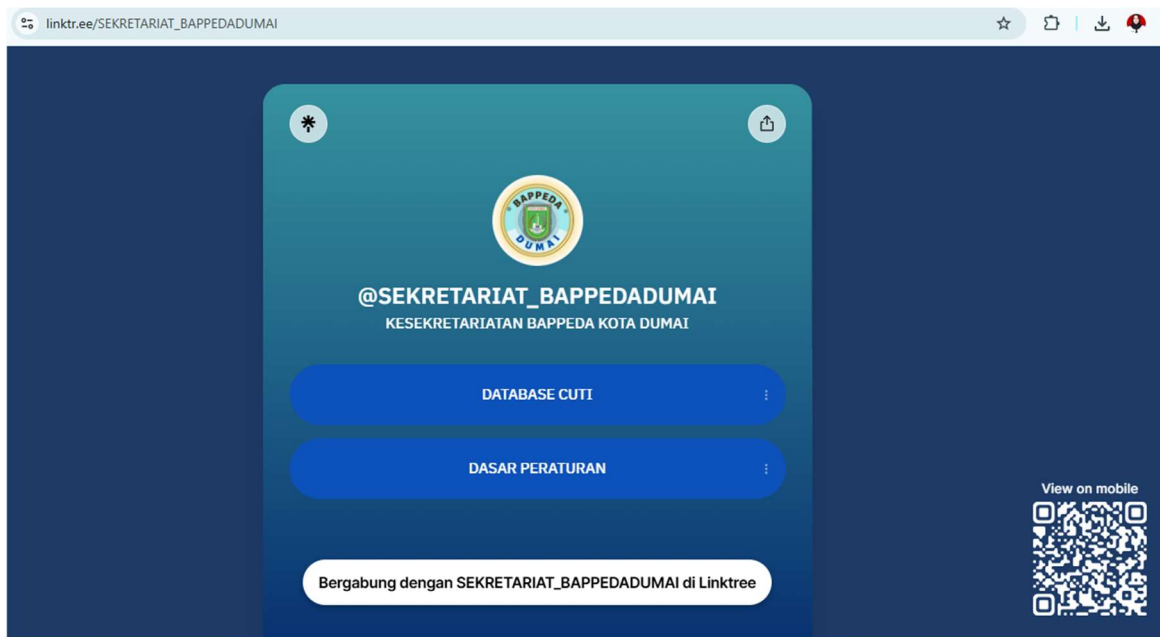 linktr.ee/SEKRETARIAT_BAPPEDADUMAI
BAPPEDA
DUMAI
@SEKRETARIAT_BAPPEDADUMAI
KESEKRETARIATAN BAPPEDA KOTA DUMAI
DATABASE CUTI
DASAR PERATURAN
View on mobile
Bergabung dengan SEKRETARIAT_BAPPEDADUMAI di Linktree